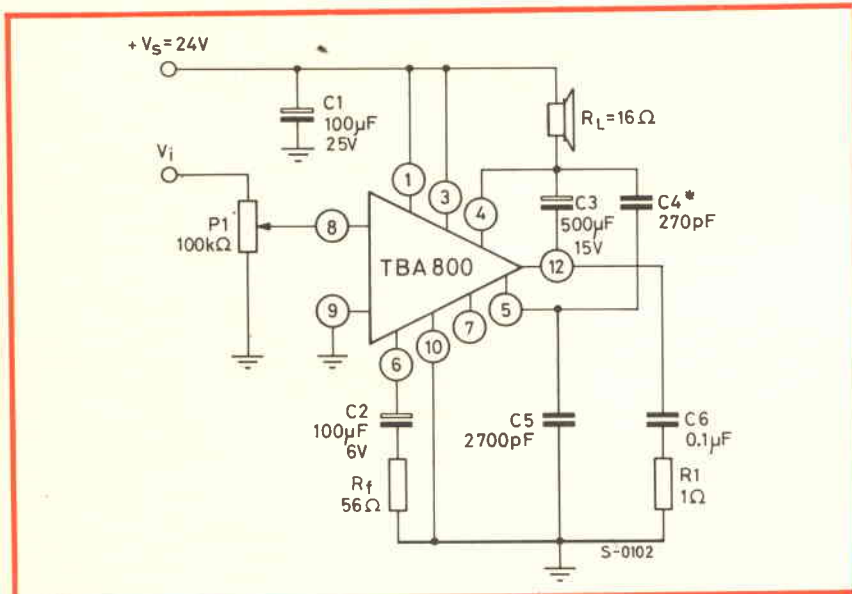 + Vs = 24V
C1
100µF
25V
RL = 16Ω
Vi
P1
100kΩ
1
3
4
C3
500µF
15V
C4*
270pF
8
TBA 800
12
9
5
7
10
6
C2
100µF
6V
C5
2700pF
C6
0.1µF
Rf
56Ω
R1
1Ω
S-0102